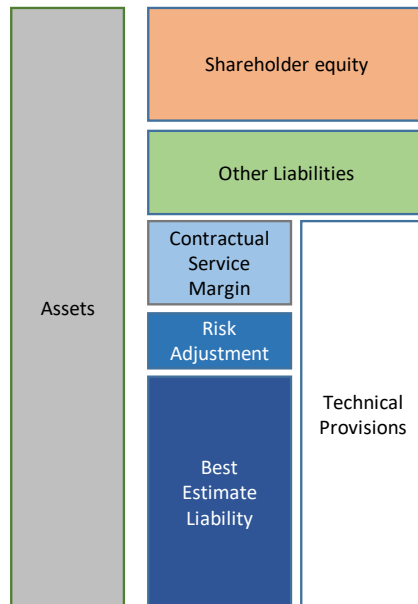 Shareholder equity
Other Liabilities
Contractual
Service
Margin
Assets
Risk
Adjustment
Technical
Provisions
Best
Estimate
Liability